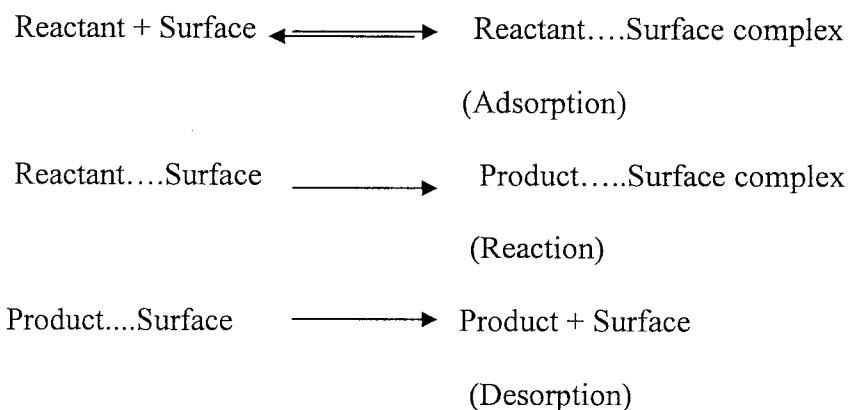 Reactant + Surface Reactant....Surface complex
(Adsorption)
Reactant....Surface Product.....Surface complex
(Reaction)
Product....Surface Product + Surface
(Desorption)